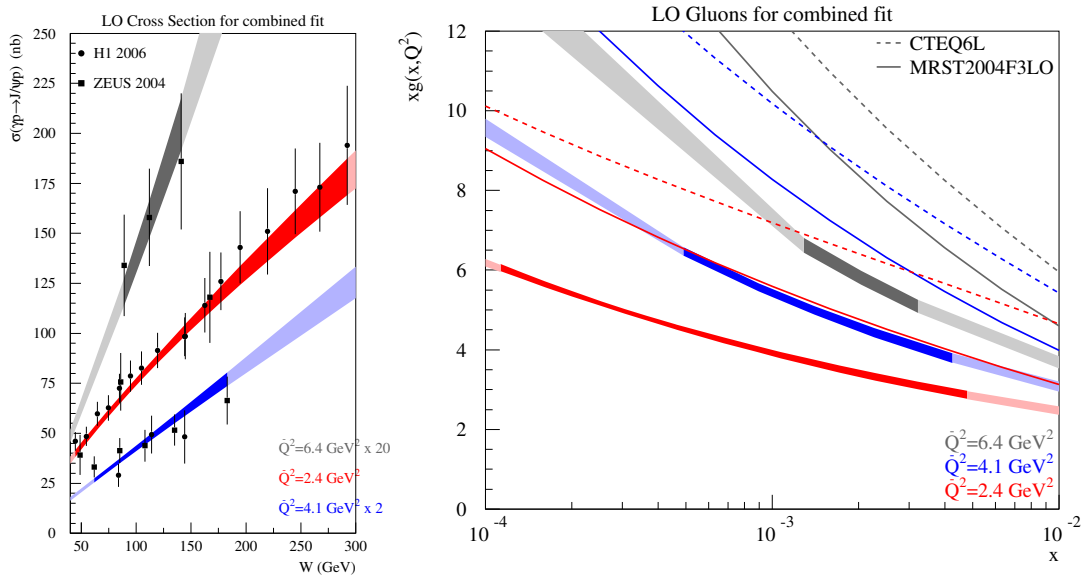 LO Cross Section for combined fit
σ(γp→J/ψp) (nb)
250
225
200
175
150
125
100
75
50
25
0
H1 2006
ZEUS 2004
Q̄²=6.4 GeV² x 20
Q̄²=2.4 GeV²
Q̄²=4.1 GeV² x 2
50 100 150 200 250 300
W (GeV)
LO Gluons for combined fit
xg(x,Q²)
12
10
8
6
4
2
0
CTEQ6L
MRST2004F3LO
Q̄²=6.4 GeV²
Q̄²=4.1 GeV²
Q̄²=2.4 GeV²
10⁻⁴ 10⁻³ 10⁻²
x